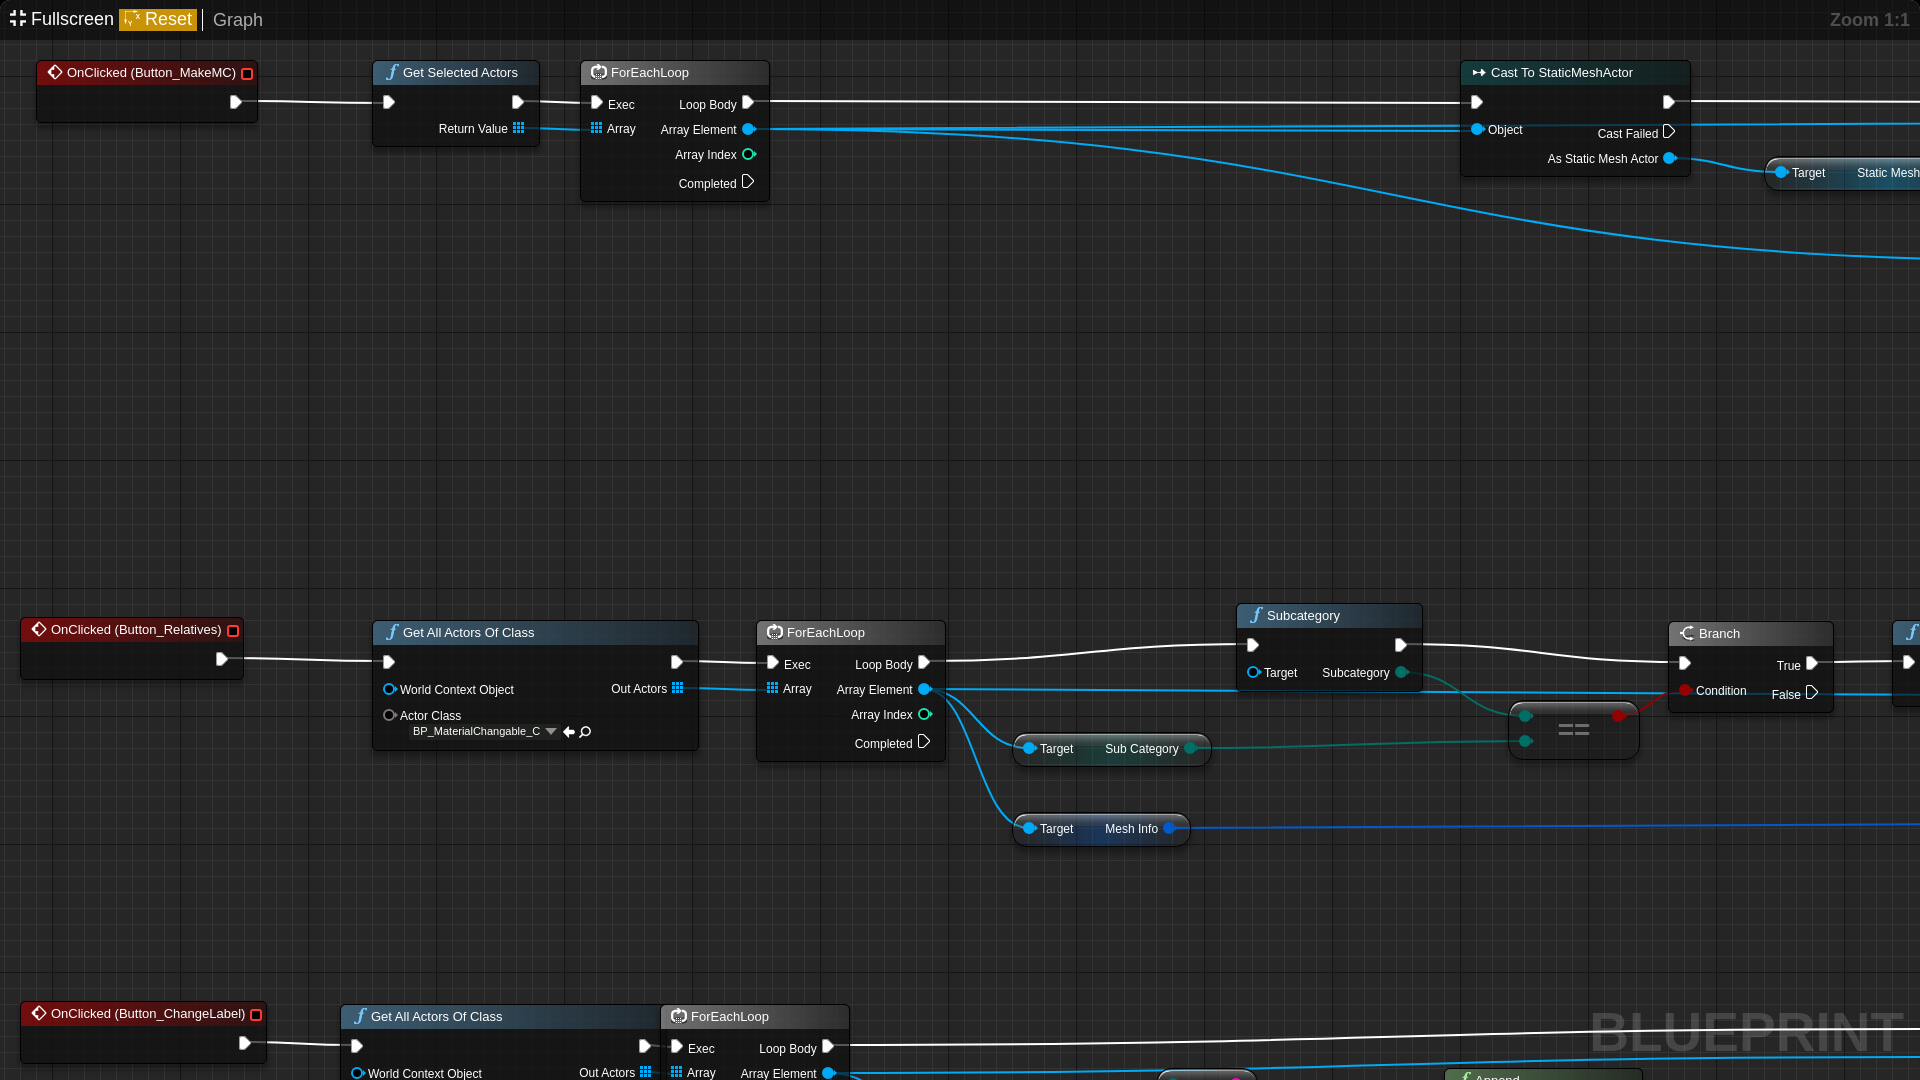 Fullscreen Reset Graph Zoom 1:1
OnClicked (Button_MakeMC)
Get Selected Actors
Return Value
ForEachLoop
Exec Loop Body
Array Array Element
Array Index
Completed
Cast To StaticMeshActor
Object Cast Failed
As Static Mesh Actor
Target Static Mesh
OnClicked (Button_Relatives)
Get All Actors Of Class
World Context Object Out Actors
Actor Class
BP_MaterialChangable_C
ForEachLoop
Exec Loop Body
Array Array Element
Array Index
Completed
Subcategory
Target Subcategory
Branch
True
Condition False
==
Target Sub Category
Target Mesh Info
OnClicked (Button_ChangeLabel)
Get All Actors Of Class
World Context Object Out Actors
ForEachLoop
Exec Loop Body
Array Array Element
Append
BLUEPRINT